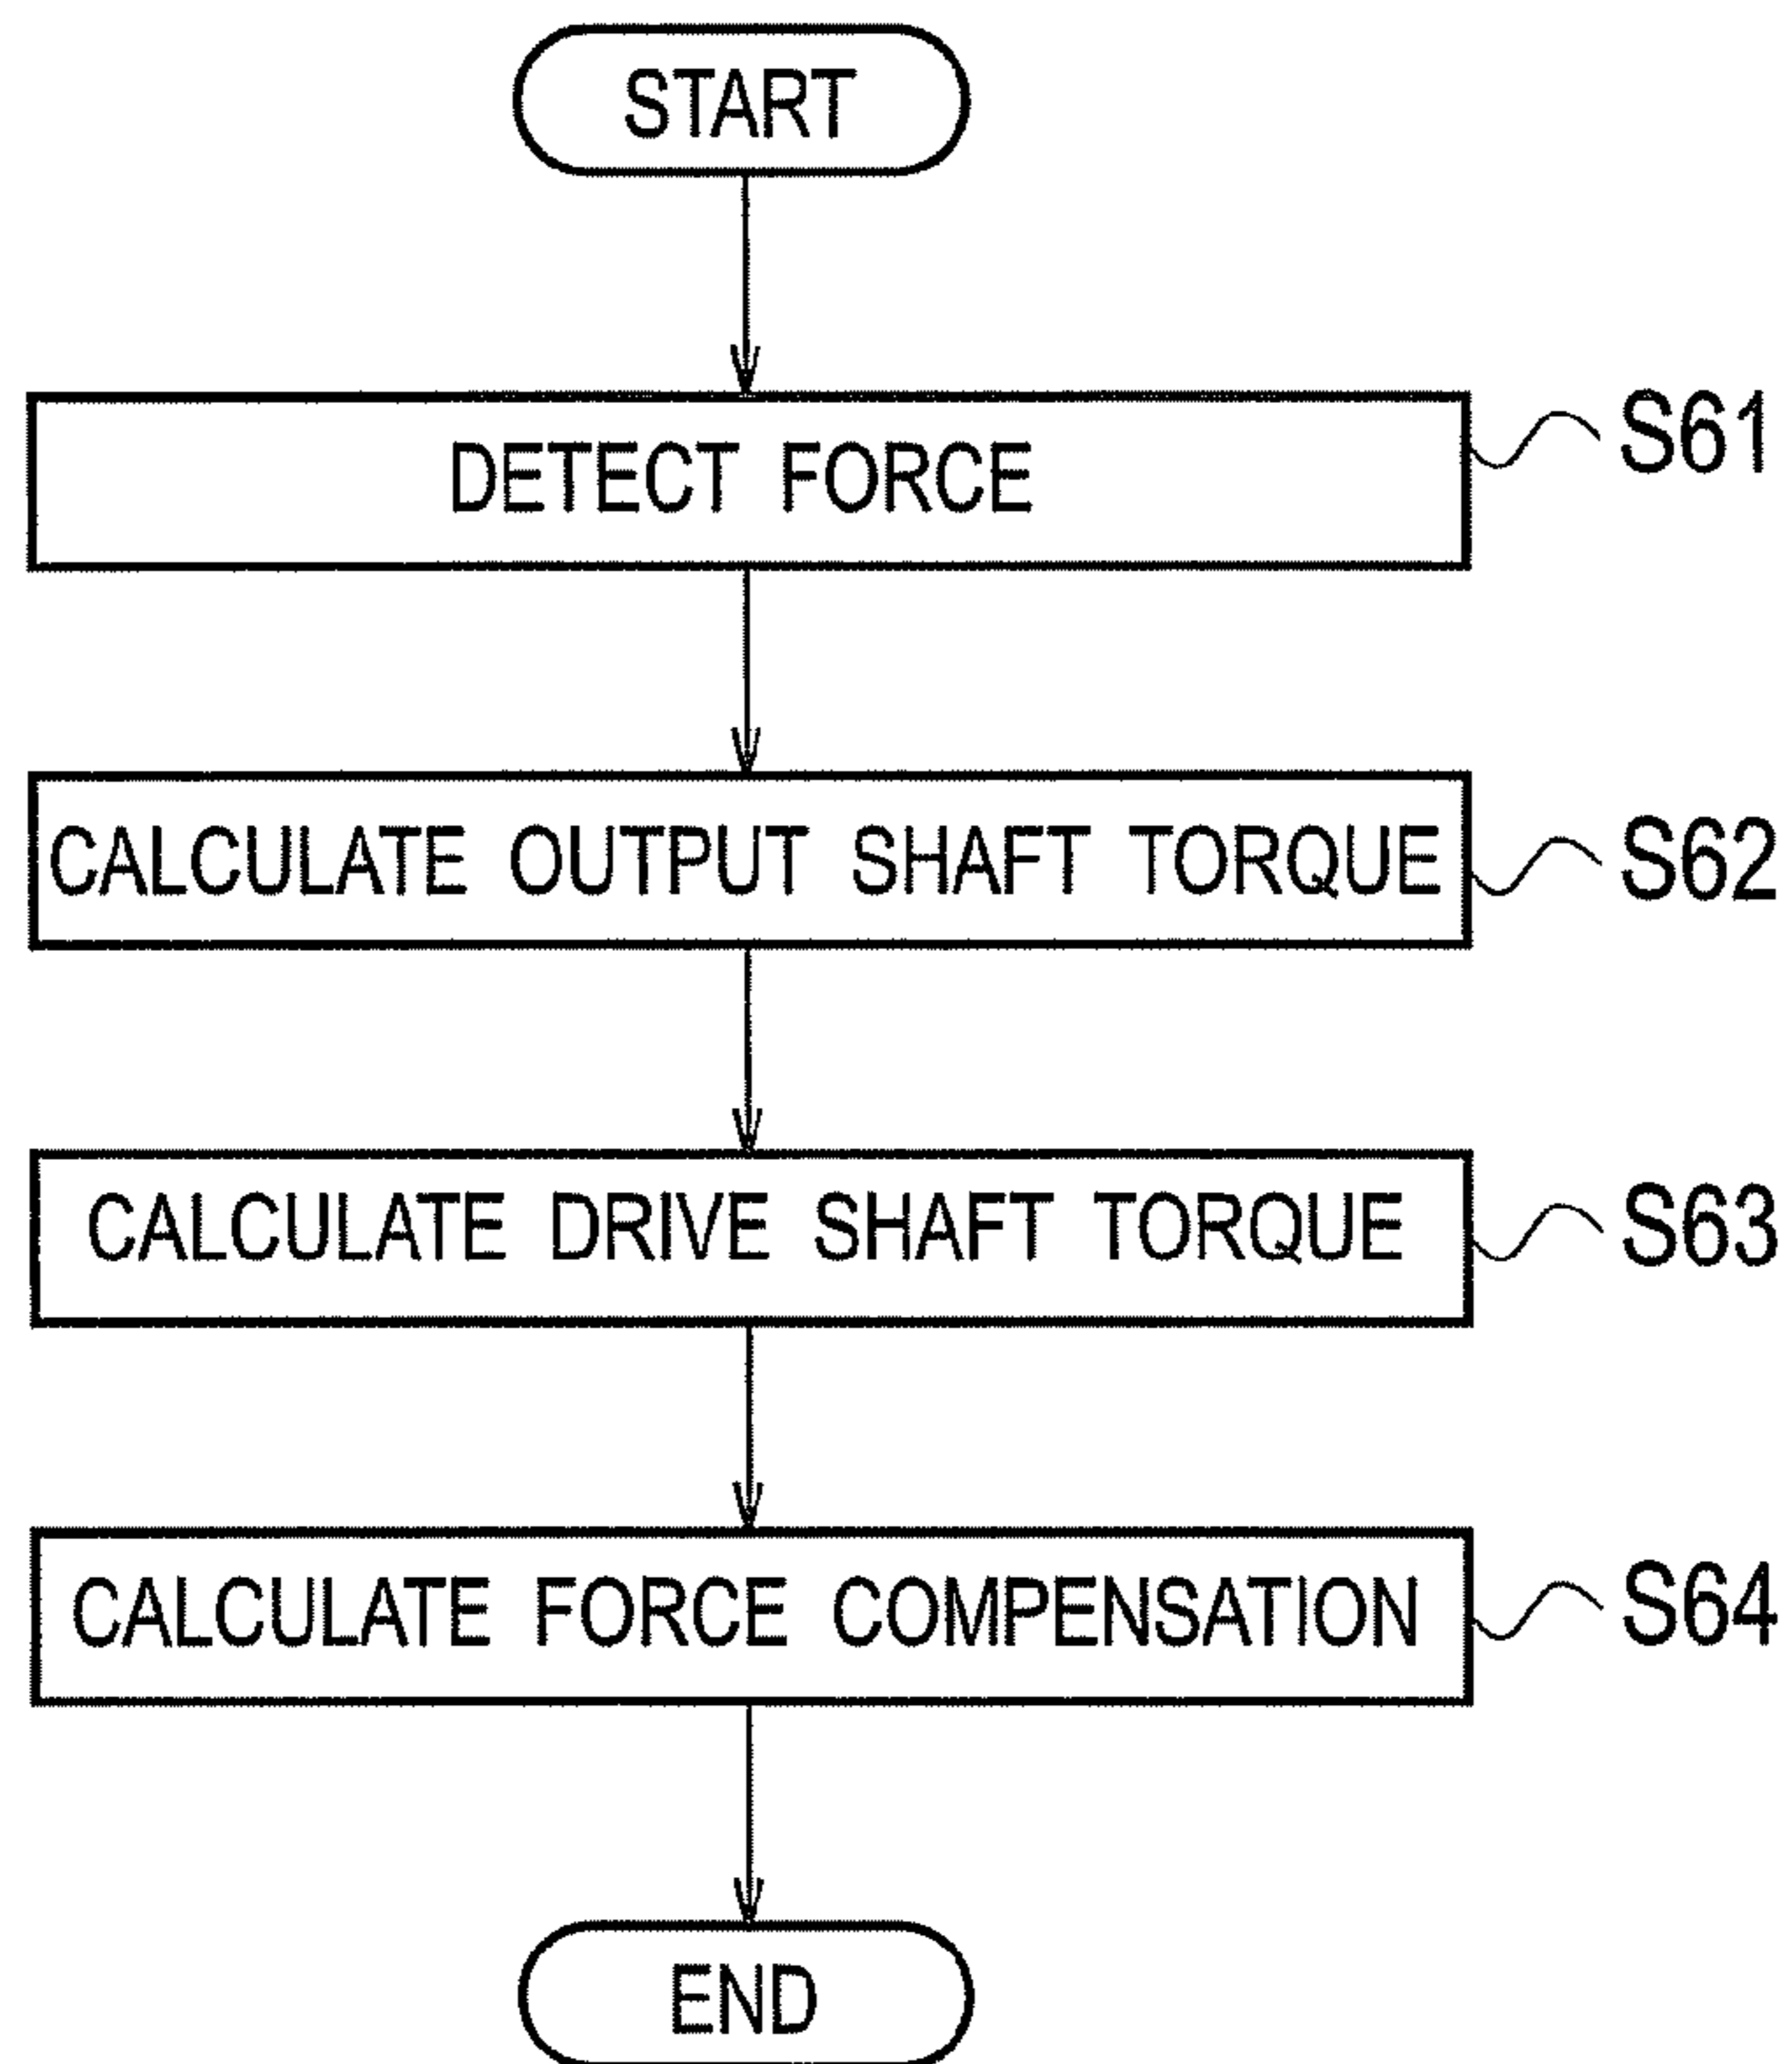 START
DETECT FORCE
S61
CALCULATE OUTPUT SHAFT TORQUE
S62
CALCULATE DRIVE SHAFT TORQUE
S63
CALCULATE FORCE COMPENSATION
S64
END